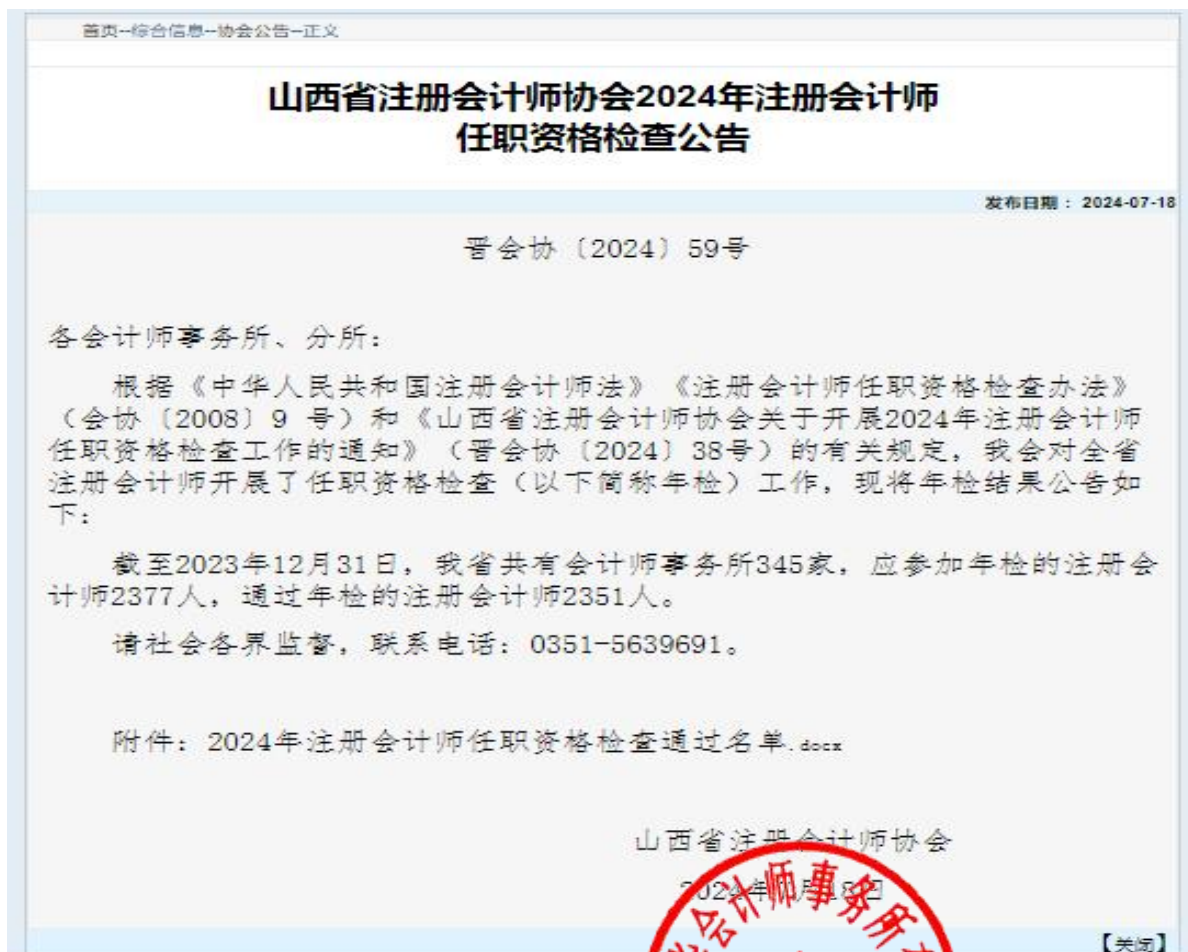 首页--综合信息--协会公告--正文
山西省注册会计师协会2024年注册会计师
任职资格检查公告
发布日期： 2024-07-18
晋会协〔2024〕59号
各会计师事务所、分所：
根据《中华人民共和国注册会计师法》《注册会计师任职资格检查办法》
（会协〔2008〕9 号）和《山西省注册会计师协会关于开展2024年注册会计师
任职资格检查工作的通知》（晋会协〔2024〕38号）的有关规定，我会对全省
注册会计师开展了任职资格检查（以下简称年检）工作，现将年检结果公告如
下：
截至2023年12月31日，我省共有会计师事务所345家，应参加年检的注册会
计师2377人，通过年检的注册会计师2351人。
请社会各界监督，联系电话：0351-5639691。
附件：2024年注册会计师任职资格检查通过名单.docx
山西省注册会计师协会
2024年 月18日
会计师事务所
【关闭】